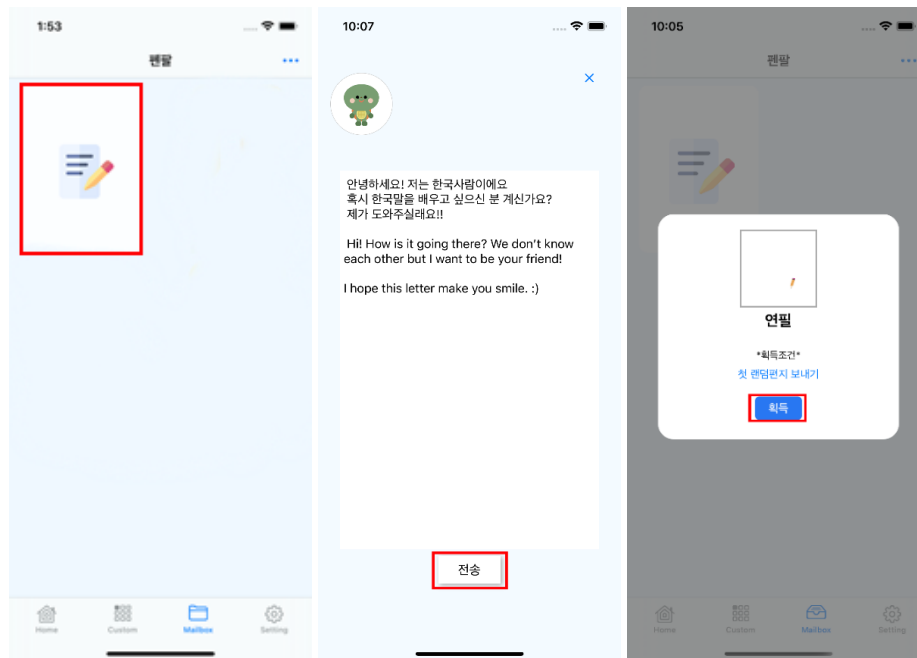 1:53
펜팔
Home
Custom
Mailbox
Setting
10:07
안녕하세요! 저는 한국사람이에요
혹시 한국말을 배우고 싶으신 분 계신가요?
제가 도와주실래요!!
Hi! How is it going there? We don't know
each other but I want to be your friend!
I hope this letter make you smile. :)
전송
10:05
펜팔
연필
*획득조건*
첫 랜덤편지 보내기
획득
Home
Custom
Mailbox
Setting